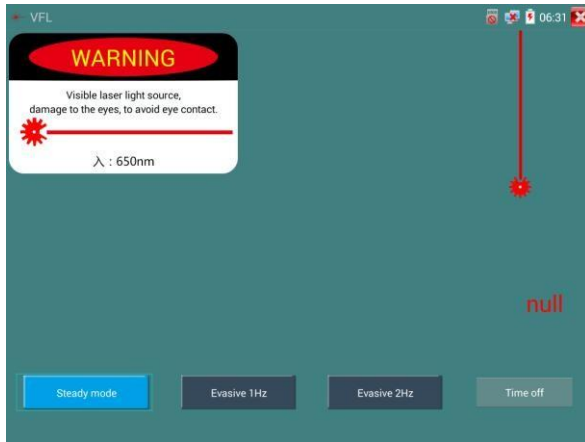 VFL
06:31
WARNING
Visible laser light source,
damage to the eyes, to avoid eye contact.
入 : 650nm
null
Steady mode
Evasive 1Hz
Evasive 2Hz
Time off